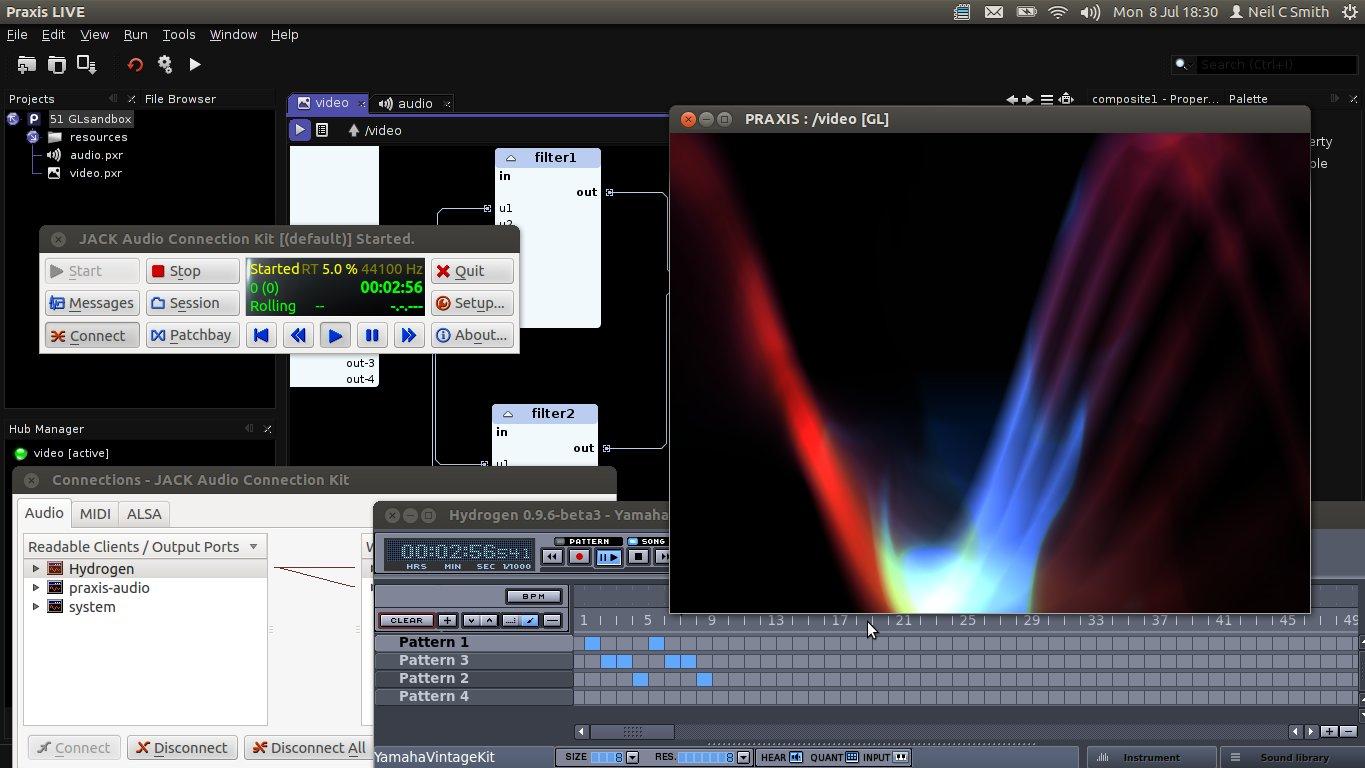 Praxis LIVE
Mon 8 Jul 18:30 Neil C Smith
File Edit View Run Tools Window Help
Search (Ctrl+I)
Projects
File Browser
51 GLsandbox
resources
audio.pxr
video.pxr
video
audio
/video
composite1 - Proper...
Palette
filter1
in
out
u1
out-3
out-4
filter2
in
out
u1
Hub Manager
video [active]
PRAXIS : /video [GL]
JACK Audio Connection Kit [(default)] Started.
Start
Stop
Started RT 5.0 % 44100 Hz
Quit
Messages
Session
0 (0) 00:02:56
Rolling -- -.-.---
Setup...
Connect
Patchbay
About...
Connections - JACK Audio Connection Kit
Audio MIDI ALSA
Readable Clients / Output Ports
Hydrogen
praxis-audio
system
Connect
Disconnect
Disconnect All
Hydrogen 0.9.6-beta3 - Yamaha
00:02:56:541
HRS MIN SEC 1/1000
PATTERN SONG
BPM
CLEAR
1 5 9 13 17 21 25 29 33 37 41 45 49
Pattern 1
Pattern 3
Pattern 2
Pattern 4
YamahaVintageKit
SIZE 8
RES. 8
HEAR QUANT INPUT
Instrument
Sound library